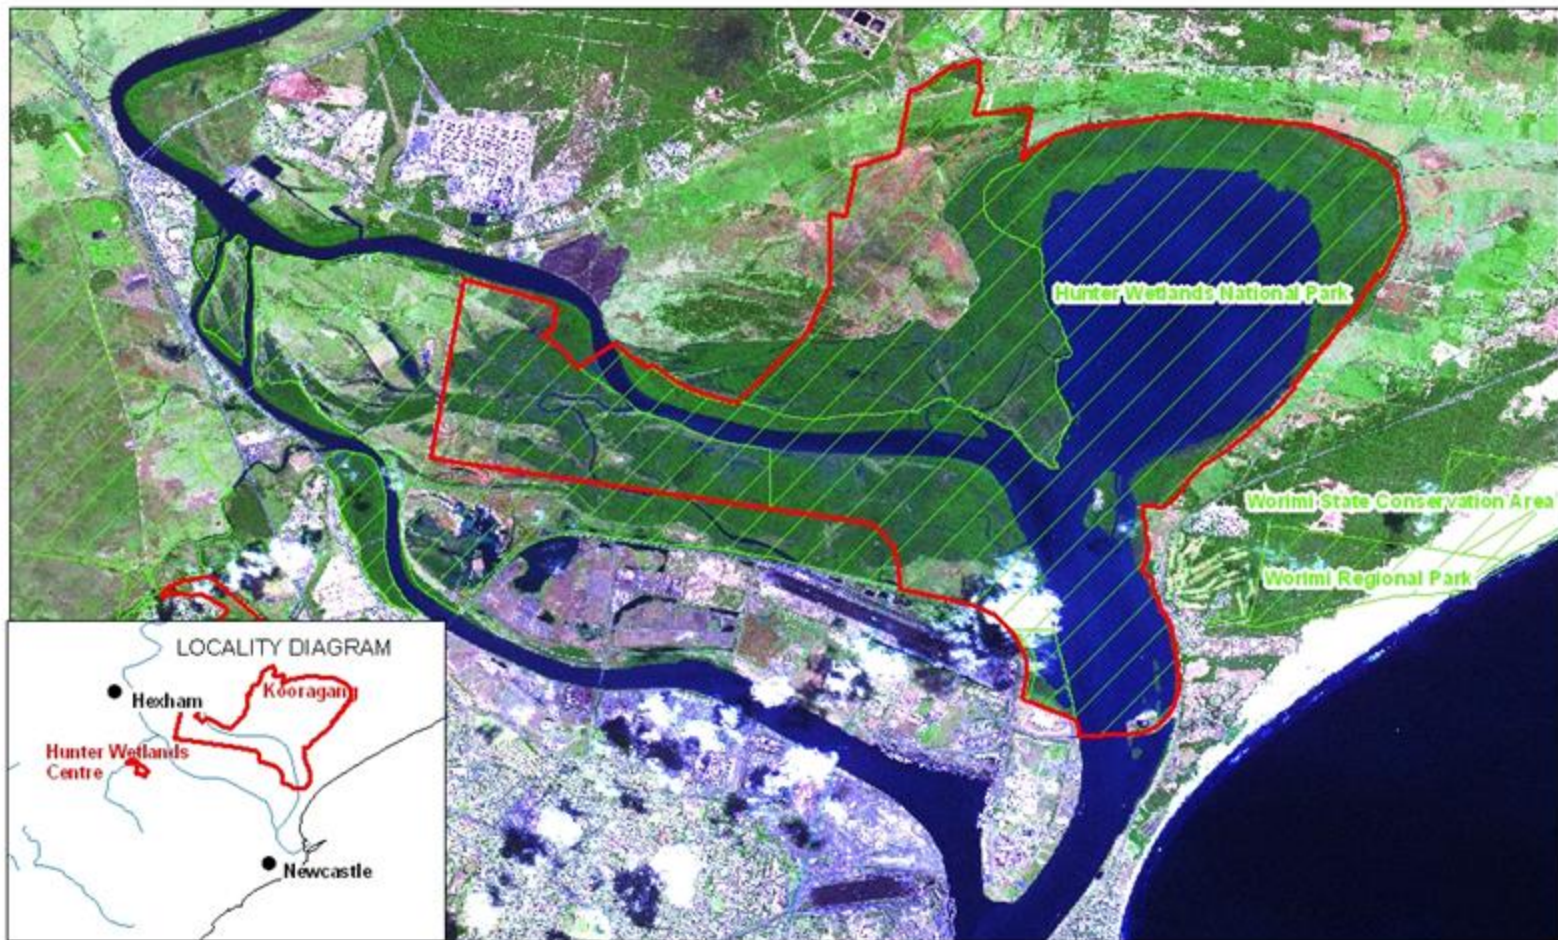 Hunter Wetlands National Park
Worimi State Conservation Area
Worimi Regional Park
LOCALITY DIAGRAM
Kooragang
Hexham
Hunter Wetlands
Centre
Newcastle